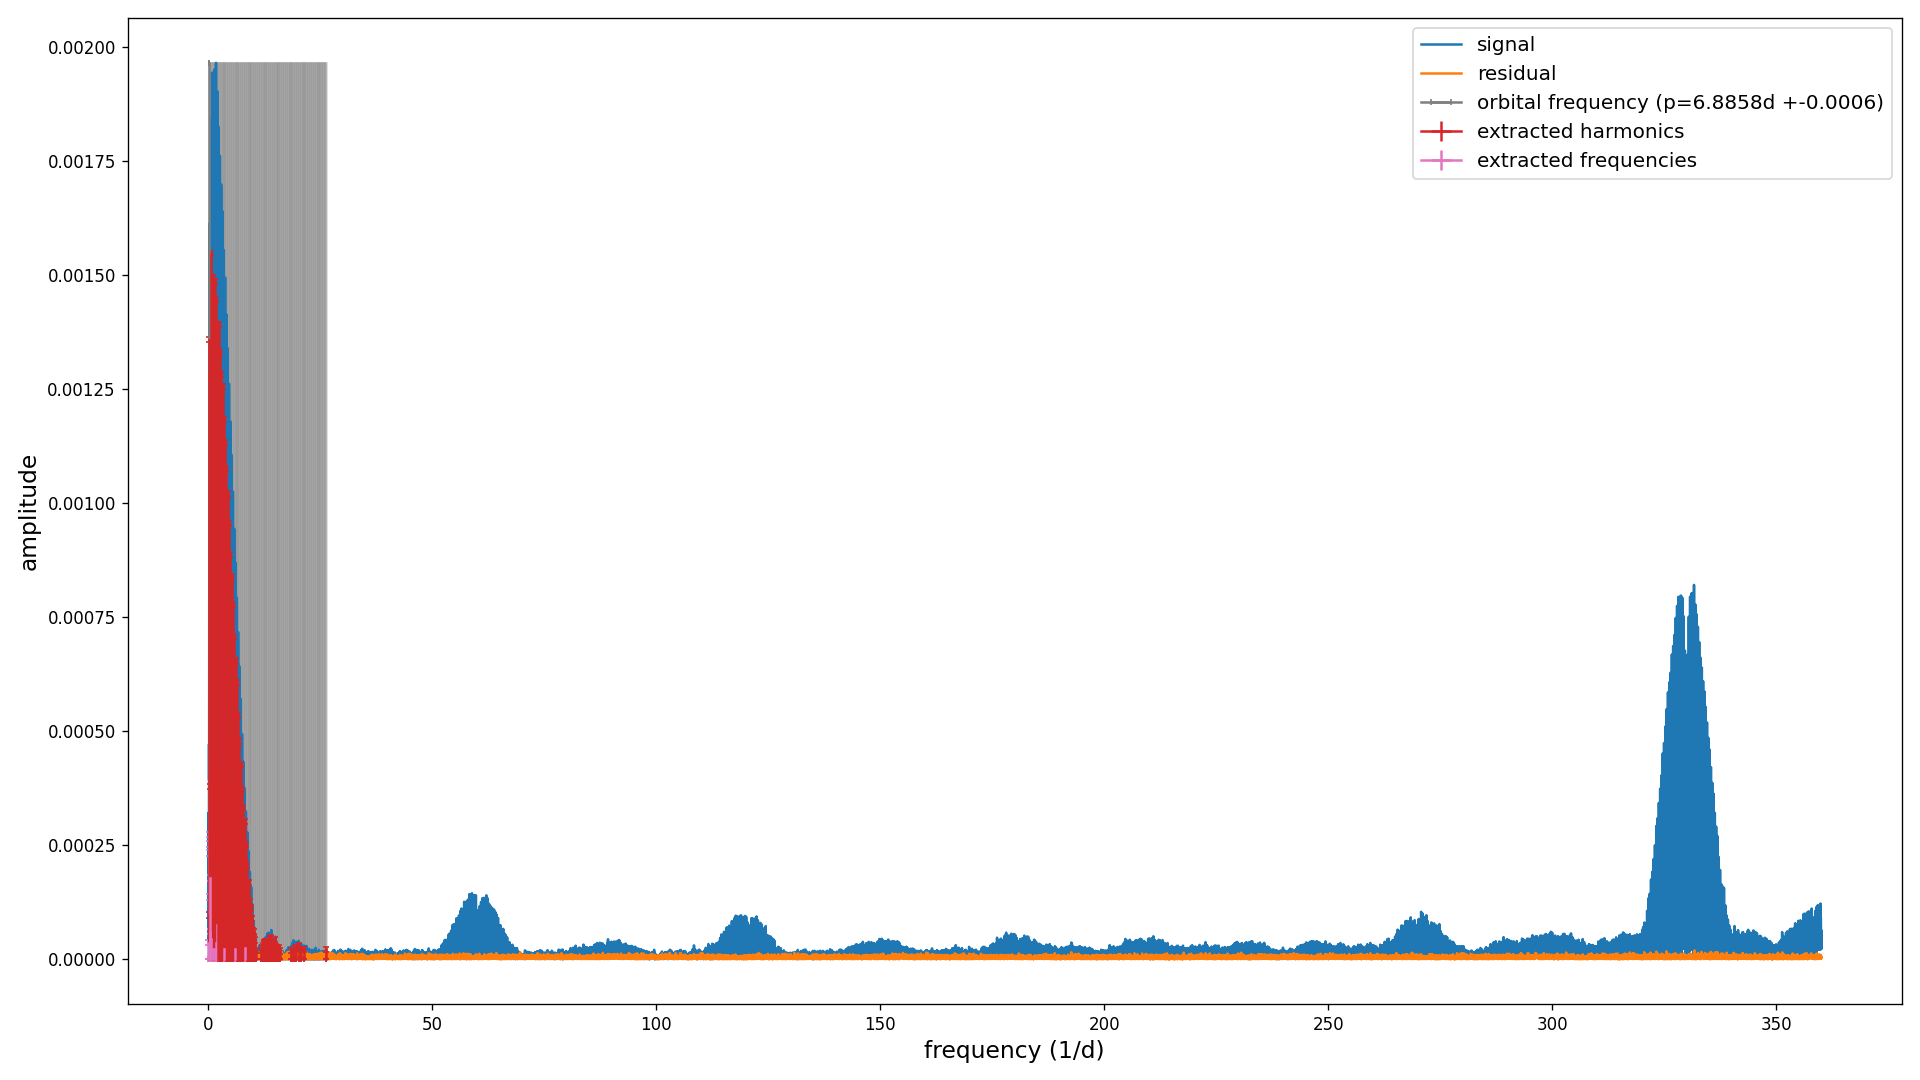 0.00200
0.00175
0.00150
0.00125
0.00100
0.00075
0.00050
0.00025
0.00000
amplitude
0 50 100 150 200 250 300 350
frequency (1/d)
signal
residual
orbital frequency (p=6.8858d +-0.0006)
extracted harmonics
extracted frequencies